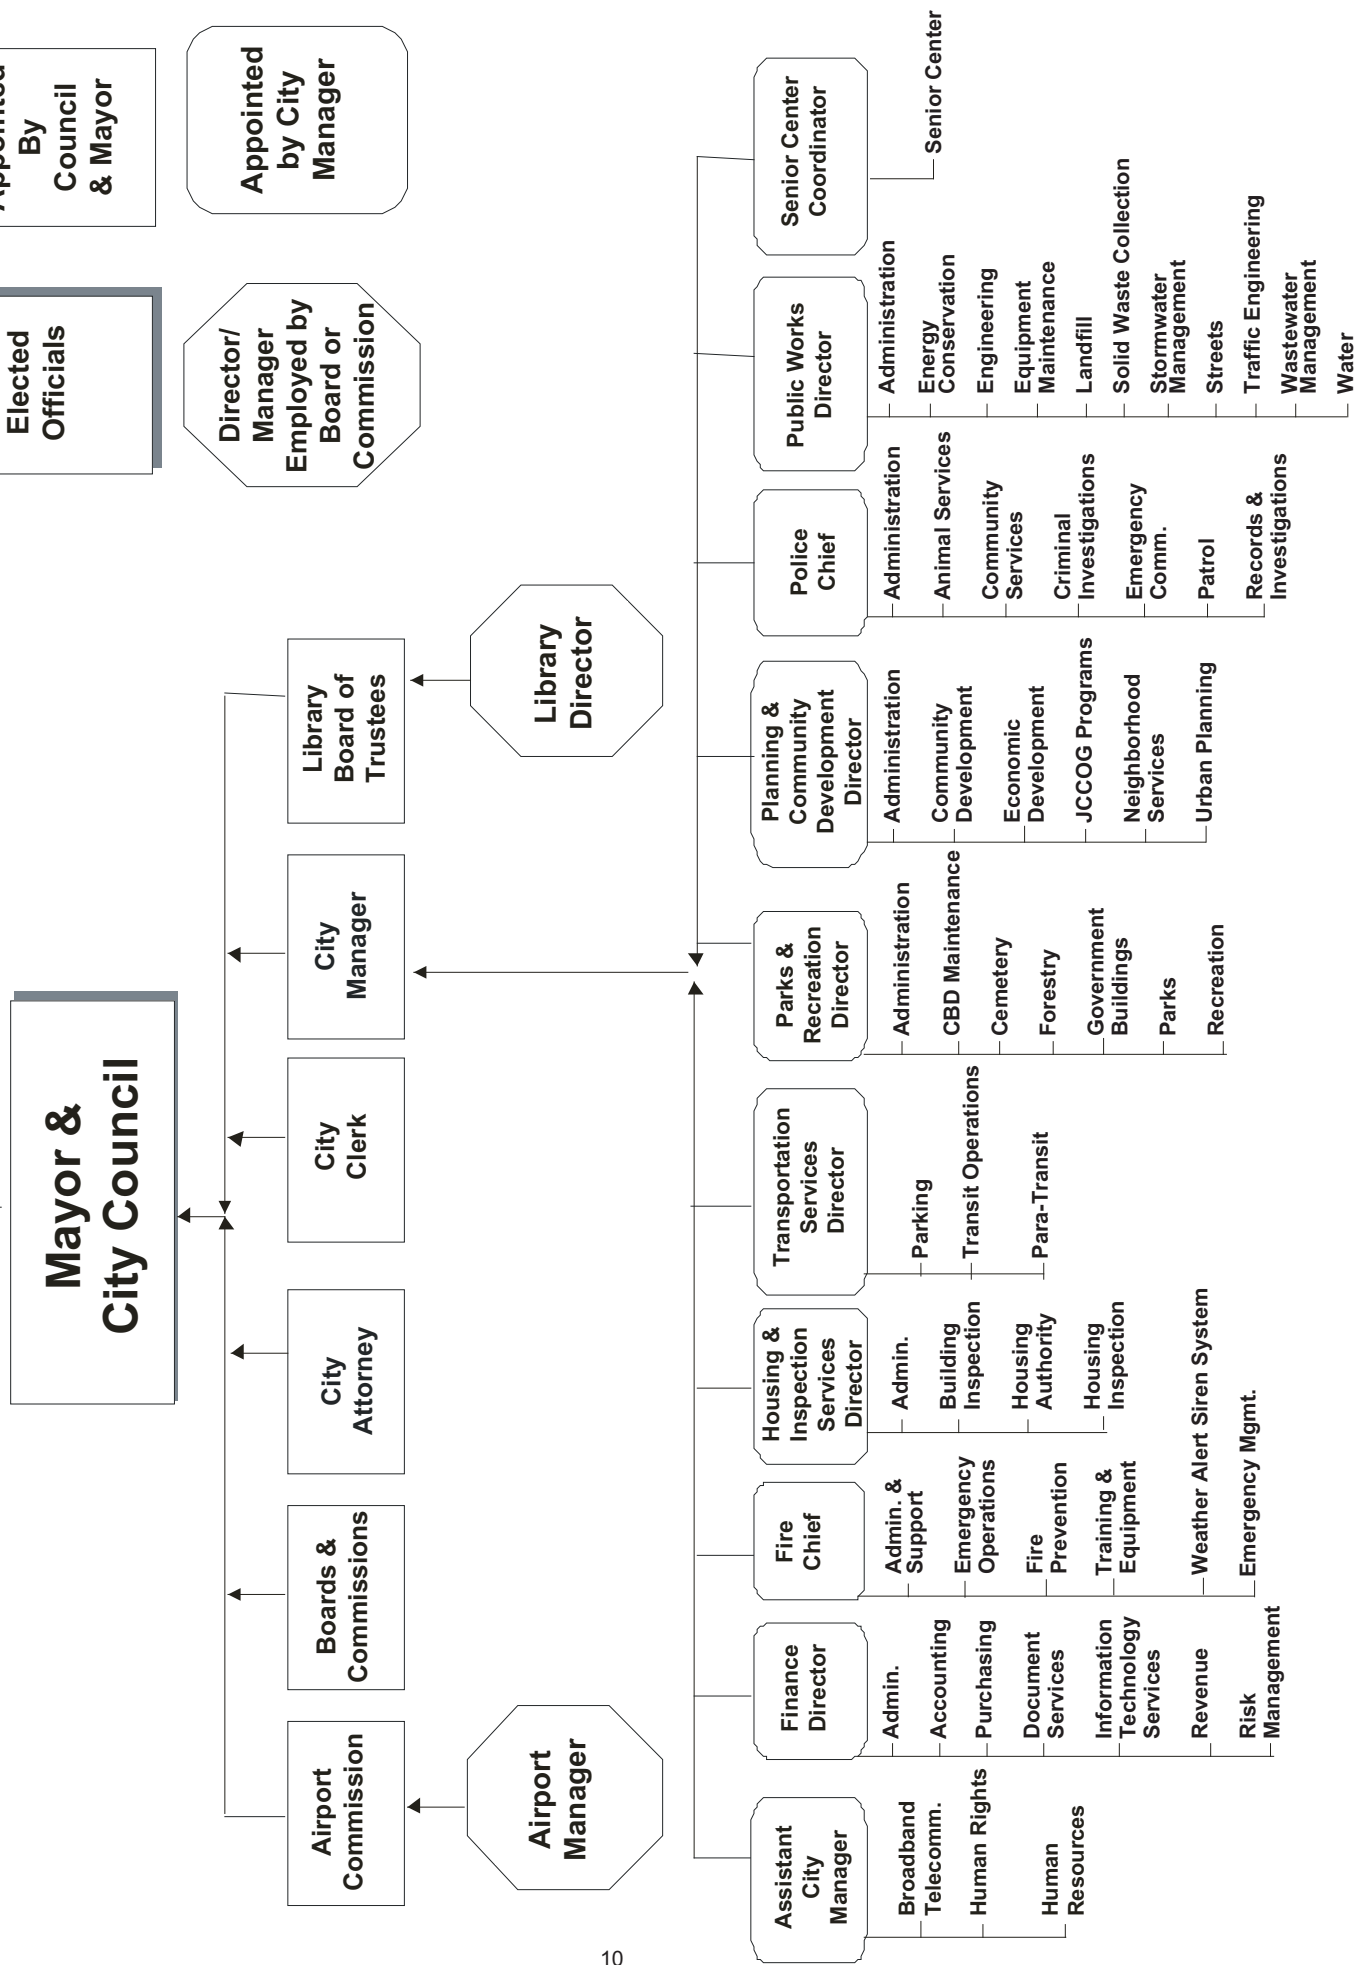 Elected
Officials
By
Council
& Mayor
Director/
Manager
Employed by
Board or
Commission
Appointed
by City
Manager
Mayor &
City Council
Airport
Commission
Boards &
Commissions
City
Attorney
City
Clerk
City
Manager
Library
Board of
Trustees
Airport
Manager
Library
Director
Assistant
City
Manager
Broadband
Telecomm.
Human Rights
Human
Resources
Finance
Director
Admin.
Accounting
Purchasing
Document
Services
Information
Technology
Services
Revenue
Risk
Management
Fire
Chief
Admin. &
Support
Emergency
Operations
Fire
Prevention
Training &
Equipment
Weather Alert Siren System
Emergency Mgmt.
Housing &
Inspection
Services
Director
Admin.
Building
Inspection
Housing
Authority
Housing
Inspection
Transportation
Services
Director
Parking
Transit Operations
Para-Transit
Parks &
Recreation
Director
Administration
CBD Maintenance
Cemetery
Forestry
Government
Buildings
Parks
Recreation
Planning &
Community
Development
Director
Administration
Community
Development
Economic
Development
JCCOG Programs
Neighborhood
Services
Urban Planning
Police
Chief
Administration
Animal Services
Community
Services
Criminal
Investigations
Emergency
Comm.
Patrol
Records &
Investigations
Public Works
Director
Administration
Energy
Conservation
Engineering
Equipment
Maintenance
Landfill
Solid Waste Collection
Stormwater
Management
Streets
Traffic Engineering
Wastewater
Management
Water
Senior Center
Coordinator
Senior Center
10